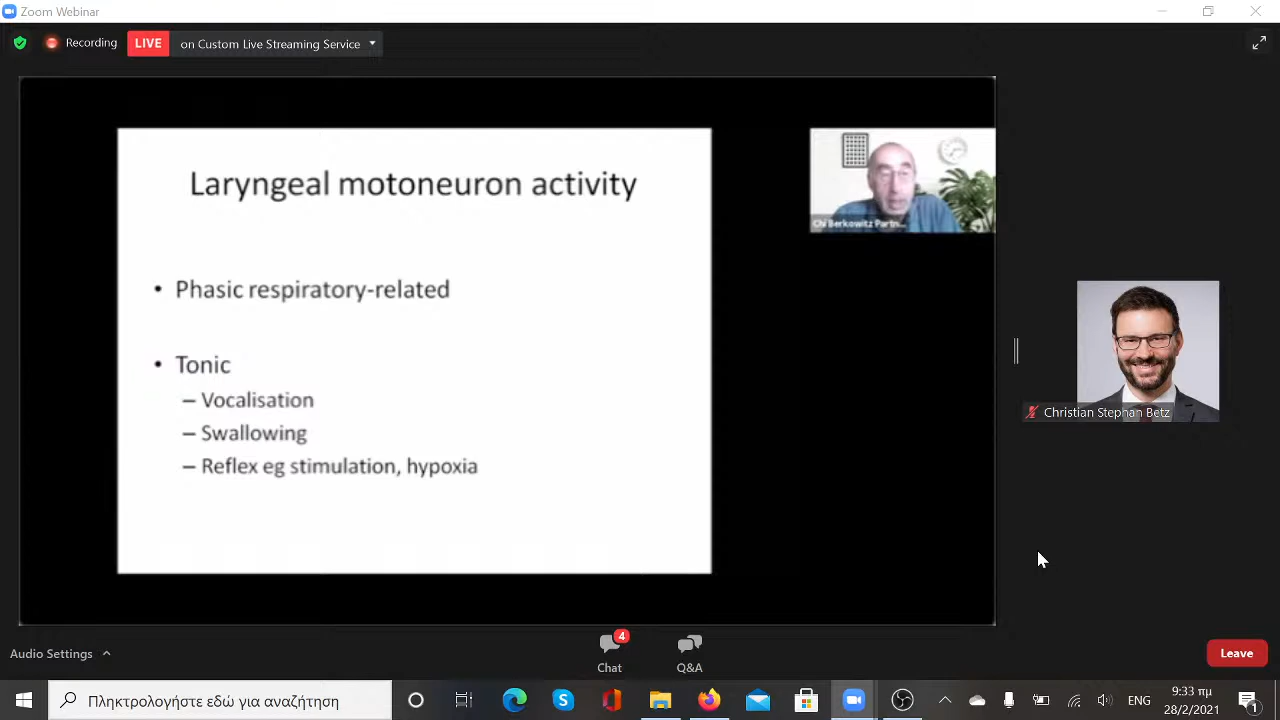 Zoom Webinar
Recording
LIVE
on Custom Live Streaming Service
Laryngeal motoneuron activity
• Phasic respiratory-related
• Tonic
– Vocalisation
– Swallowing
– Reflex eg stimulation, hypoxia
Berkowitz
Christian Stephan Betz
Audio Settings
4
Chat
Q&A
Leave
Πληκτρολογήστε εδώ για αναζήτηση
ENG
9:33 πμ
28/2/2021
1